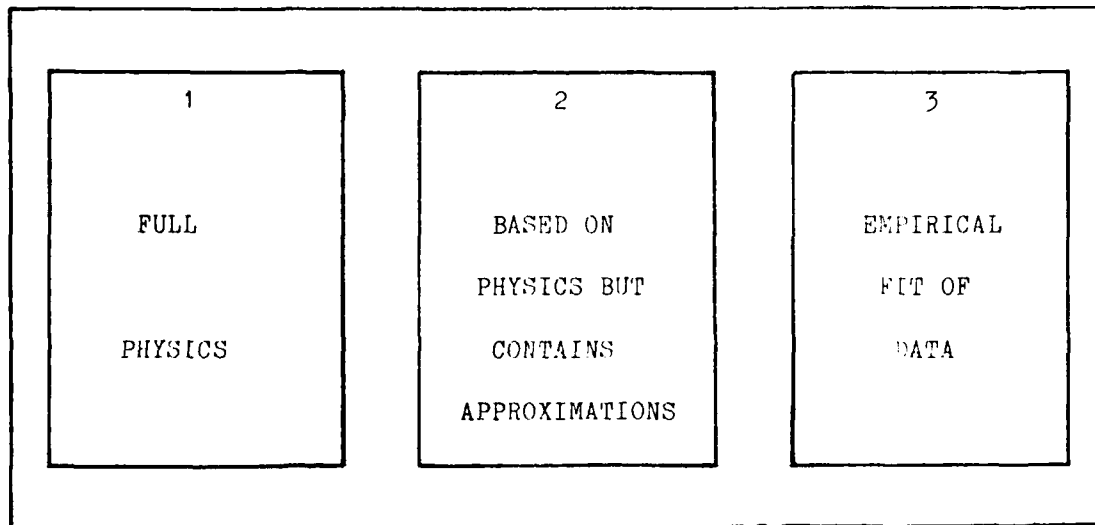 1
FULL
PHYSICS
2
BASED ON
PHYSICS BUT
CONTAINS
APPROXIMATIONS
3
EMPIRICAL
FIT OF
DATA